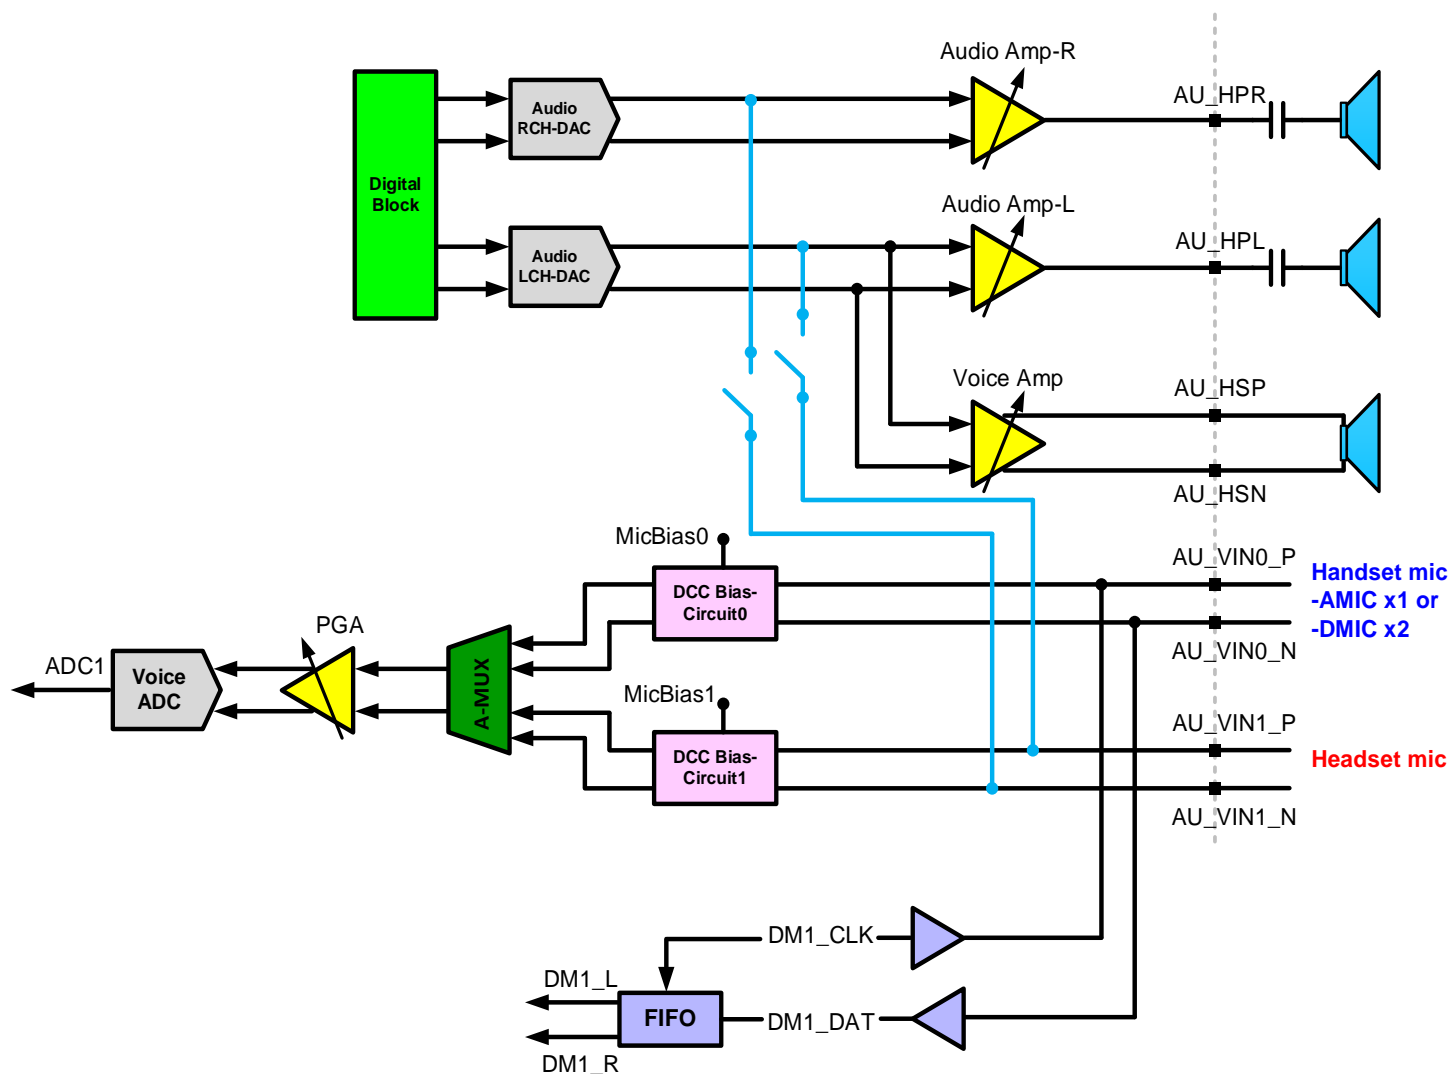 Audio Amp-R
AU_HPR
Audio
RCH-DAC
Digital
Block
Audio Amp-L
AU_HPL
Audio
LCH-DAC
Voice Amp
AU_HSP
AU_HSN
MicBias0
DCC Bias-
Circuit0
AU_VIN0_P
Handset mic
-AMIC x1 or
-DMIC x2
AU_VIN0_N
PGA
ADC1
Voice
ADC
A-MUX
MicBias1
DCC Bias-
Circuit1
AU_VIN1_P
Headset mic
AU_VIN1_N
DM1_CLK
DM1_L
FIFO
DM1_DAT
DM1_R